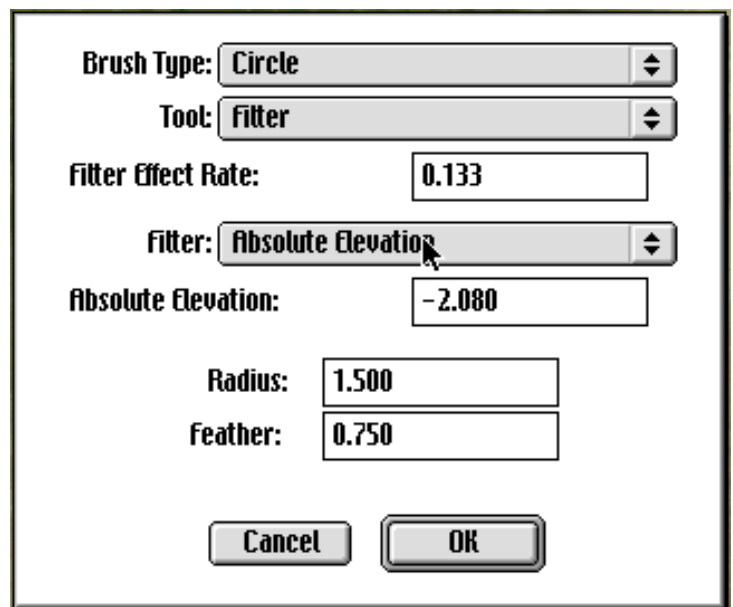 Brush Type: Circle
Tool: Filter
Filter Effect Rate: 0.133
Filter: Absolute Elevation
Absolute Elevation: -2.080
Radius: 1.500
Feather: 0.750
Cancel OK